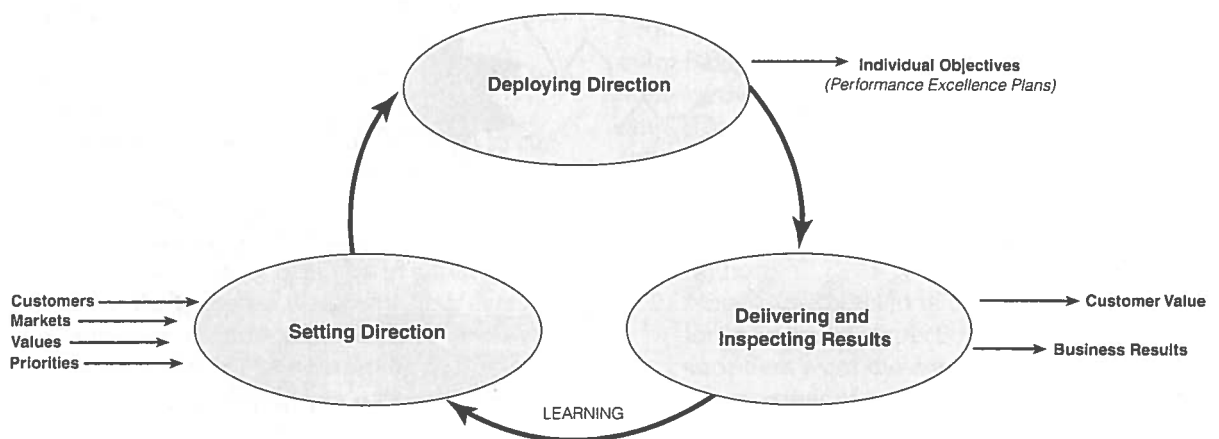 Deploying Direction
Individual Objectives
(Performance Excellence Plans)
Customers
Markets
Values
Priorities
Setting Direction
Delivering and
Inspecting Results
Customer Value
Business Results
LEARNING